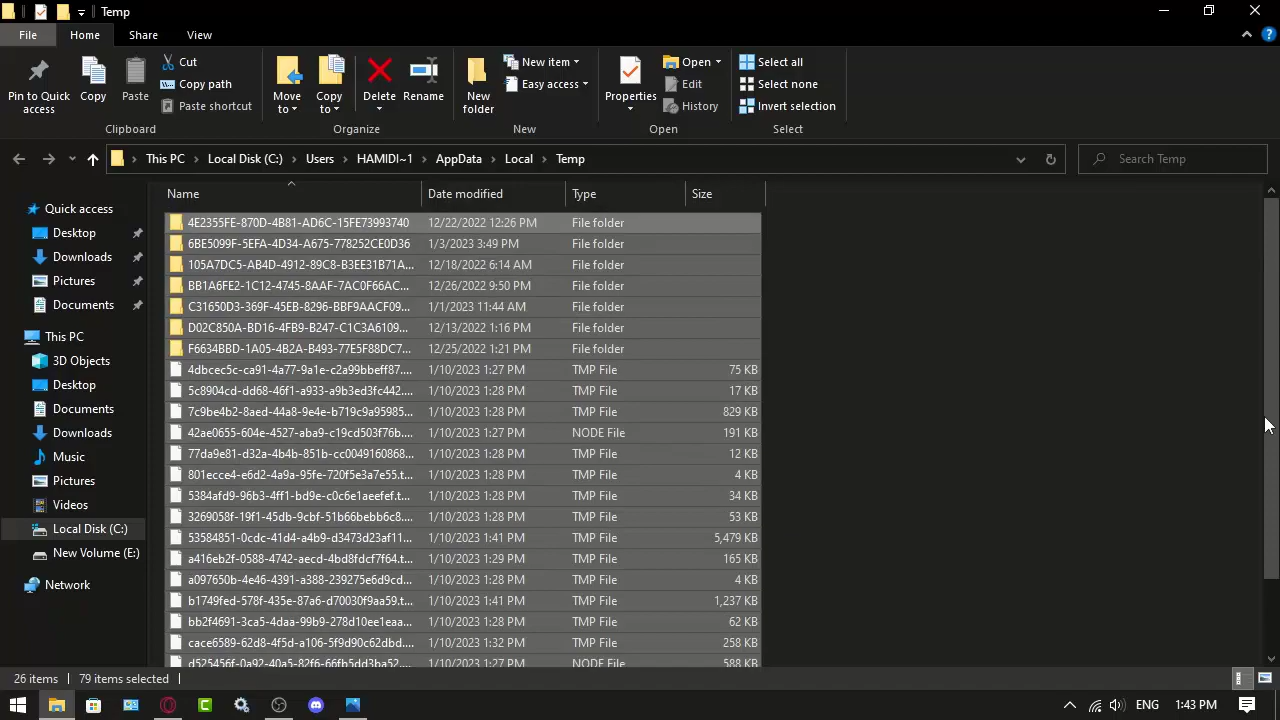 Temp
File Home Share View
Pin to Quick access
Copy
Paste
Cut
Copy path
Paste shortcut
Clipboard
Move to
Copy to
Delete
Rename
Organize
New folder
New item
Easy access
New
Properties
Open
Edit
History
Open
Select all
Select none
Invert selection
Select
This PC > Local Disk (C:) > Users > HAMIDI~1 > AppData > Local > Temp
Search Temp
Quick access
Desktop
Downloads
Pictures
Documents
This PC
3D Objects
Desktop
Documents
Downloads
Music
Pictures
Videos
Local Disk (C:)
New Volume (E:)
Network
Name Date modified Type Size
4E2355FE-870D-4B81-AD6C-15FE73993740 12/22/2022 12:26 PM File folder
6BE5099F-5EFA-4D34-A675-778252CE0D36 1/3/2023 3:49 PM File folder
105A7DC5-AB4D-4912-89C8-B3EE31B71A... 12/18/2022 6:14 AM File folder
BB1A6FE2-1C12-4745-8AAF-7AC0F66AC... 12/26/2022 9:50 PM File folder
C31650D3-369F-45EB-8296-BBF9AACF09... 1/1/2023 11:44 AM File folder
D02C850A-BD16-4FB9-B247-C1C3A6109... 12/13/2022 1:16 PM File folder
F6634BBD-1A05-4B2A-B493-77E5F88DC7... 12/25/2022 1:21 PM File folder
4dbcec5c-ca91-4a77-9a1e-c2a99bbeff87.... 1/10/2023 1:27 PM TMP File 75 KB
5c8904cd-dd68-46f1-a933-a9b3ed3fc442.... 1/10/2023 1:28 PM TMP File 17 KB
7c9be4b2-8aed-44a8-9e4e-b719c9a95985... 1/10/2023 1:28 PM TMP File 829 KB
42ae0655-604e-4527-aba9-c19cd503f76b.... 1/10/2023 1:27 PM NODE File 191 KB
77da9e81-d32a-4b4b-851b-cc0049160868... 1/10/2023 1:28 PM TMP File 12 KB
801ecce4-e6d2-4a9a-95fe-720f5e3a7e55.t... 1/10/2023 1:28 PM TMP File 4 KB
5384afd9-96b3-4ff1-bd9e-c0c6e1aeefef.t... 1/10/2023 1:28 PM TMP File 34 KB
3269058f-19f1-45db-9cbf-51b66bebb6c8.... 1/10/2023 1:28 PM TMP File 53 KB
53584851-0cdc-41d4-a4b9-d3473d23af11... 1/10/2023 1:41 PM TMP File 5,479 KB
a416eb2f-0588-4742-aecd-4bd8fdcf7f64.t... 1/10/2023 1:29 PM TMP File 165 KB
a097650b-4e46-4391-a388-239275e6d9cd... 1/10/2023 1:28 PM TMP File 4 KB
b1749fed-578f-435e-87a6-d70030f9aa59.t... 1/10/2023 1:41 PM TMP File 1,237 KB
bb2f4691-3ca5-4daa-99b9-278d10ee1eaa... 1/10/2023 1:28 PM TMP File 62 KB
cace6589-62d8-4f5d-a106-5f9d90c62dbd.... 1/10/2023 1:32 PM TMP File 258 KB
d525456f-0a92-40a5-82f6-66fb5dd3ba52... 1/10/2023 1:27 PM NODE File 588 KB
26 items 79 items selected
ENG 1:43 PM